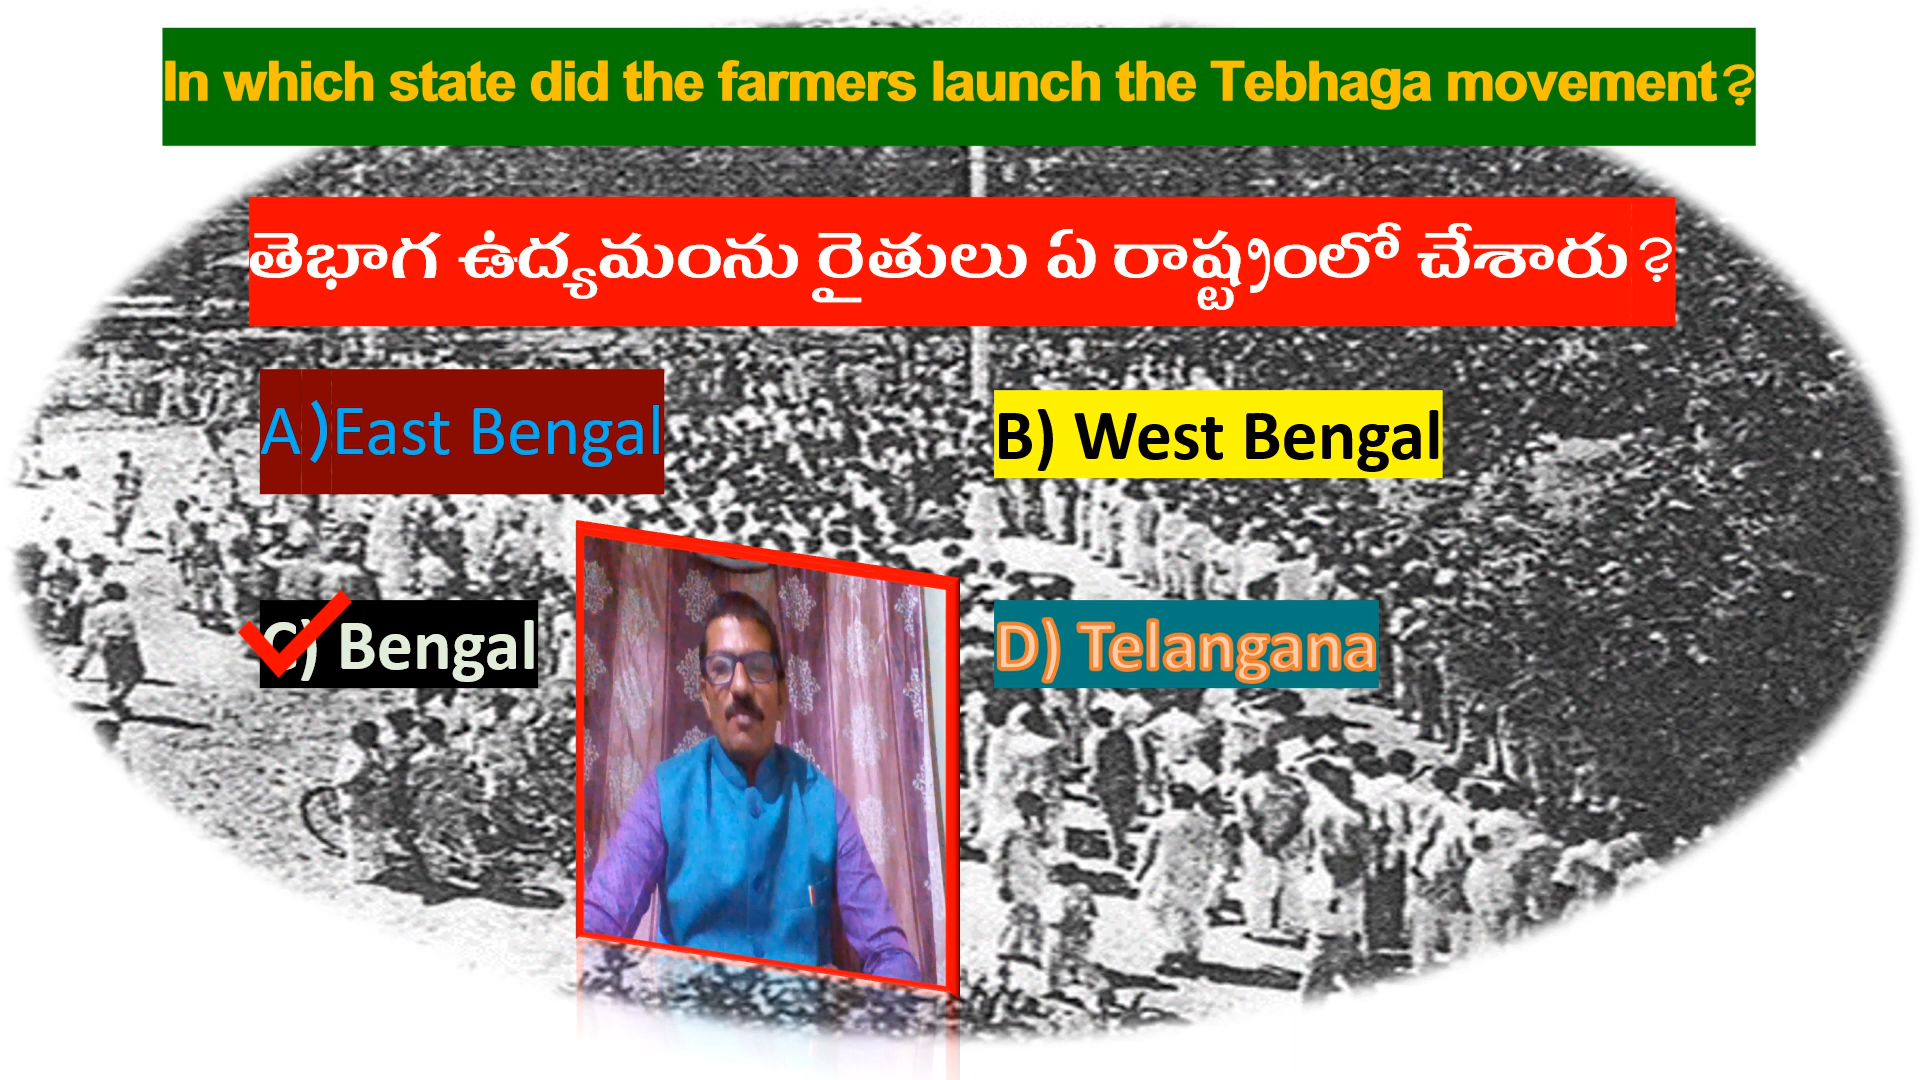 In which state did the farmers launch the Tebhaga movement?
తెభాగ ఉద్యమంను రైతులు ఏ రాష్ట్రంలో చేశారు?
A)East Bengal
B) West Bengal
C) Bengal
D) Telangana